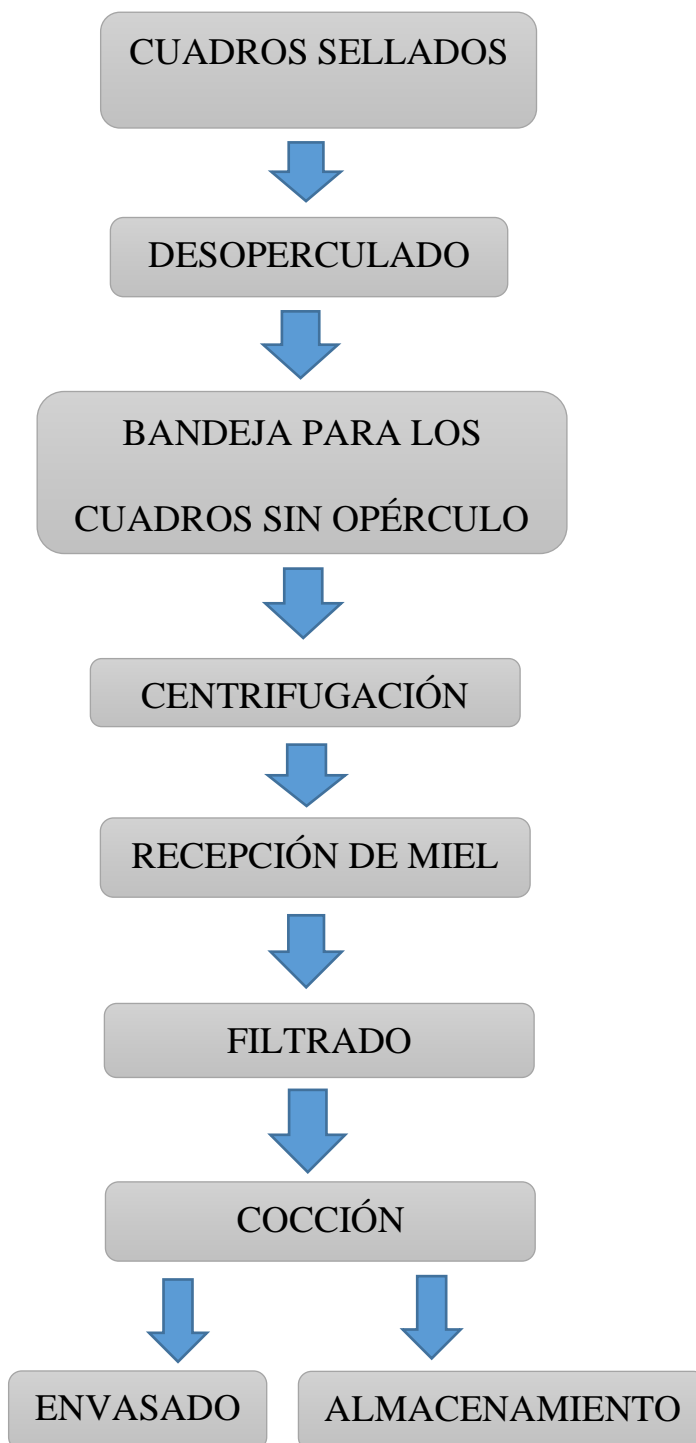 CUADROS SELLADOS
DESOPERCULADO
BANDEJA PARA LOS
CUADROS SIN OPÉRCULO
CENTRIFUGACIÓN
RECEPCIÓN DE MIEL
FILTRADO
COCCIÓN
ENVASADO
ALMACENAMIENTO